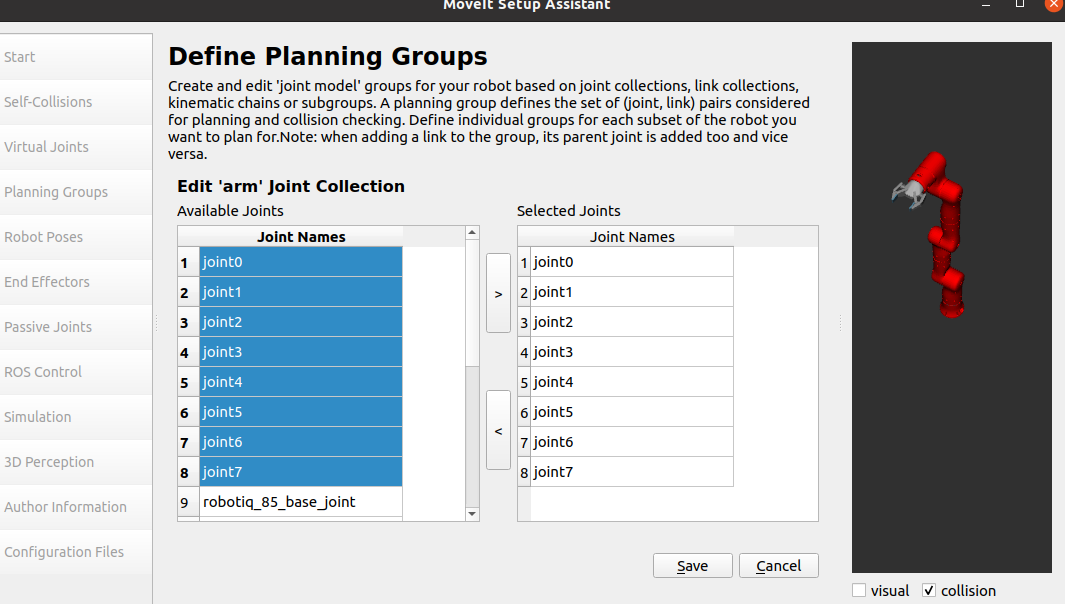 MoveIt Setup Assistant
Start
Self-Collisions
Virtual Joints
Planning Groups
Robot Poses
End Effectors
Passive Joints
ROS Control
Simulation
3D Perception
Author Information
Configuration Files
Define Planning Groups
Create and edit 'joint model' groups for your robot based on joint collections, link collections,
kinematic chains or subgroups. A planning group defines the set of (joint, link) pairs considered
for planning and collision checking. Define individual groups for each subset of the robot you
want to plan for.Note: when adding a link to the group, its parent joint is added too and vice
versa.
Edit 'arm' Joint Collection
Available Joints
Joint Names
1 joint0
2 joint1
3 joint2
4 joint3
5 joint4
6 joint5
7 joint6
8 joint7
9 robotiq_85_base_joint
>
<
Selected Joints
Joint Names
1 joint0
2 joint1
3 joint2
4 joint3
5 joint4
6 joint5
7 joint6
8 joint7
Save
Cancel
visual
collision